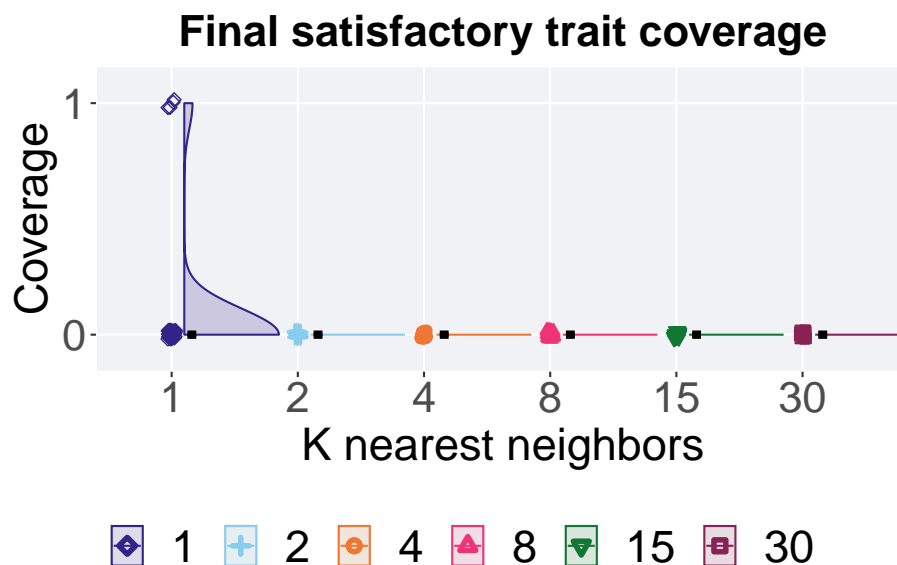 Final satisfactory trait coverage
1
0
Coverage
1 2 4 8 15 30
K nearest neighbors
1 2 4 8 15 30